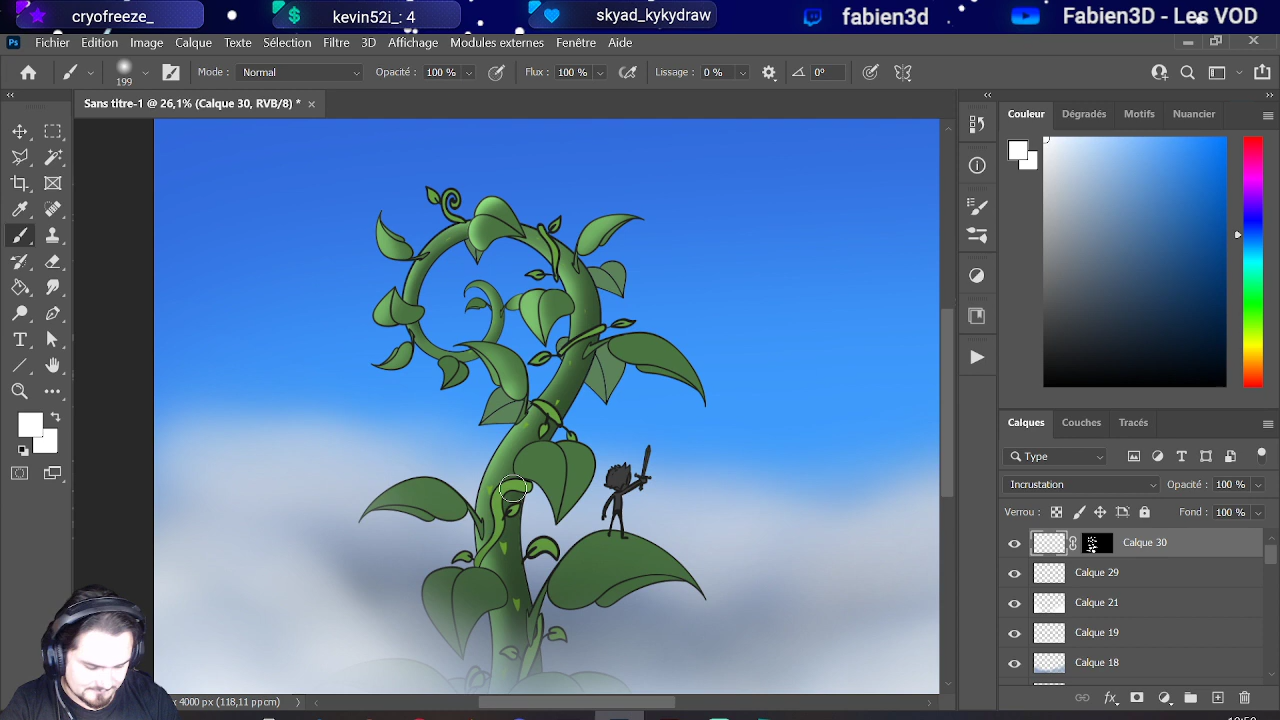 cryofreeze_
kevin52i_: 4
skyad_kykydraw
fabien3d
Fabien3D - Les VOD
Ps Fichier Edition Image Calque Texte Sélection Filtre 3D Affichage Modules externes Fenêtre Aide
199 Mode : Normal Opacité : 100 % Flux : 100 % Lissage : 0 % 0°
Sans titre-1 @ 26,1% (Calque 30, RVB/8) *
Couleur Dégradés Motifs Nuancier
Calques Couches Tracés
Type
Incrustation Opacité : 100 %
Verrou : Fond : 100 %
Calque 30
Calque 29
Calque 21
Calque 19
Calque 18
x 4000 px (118,11 ppcm)